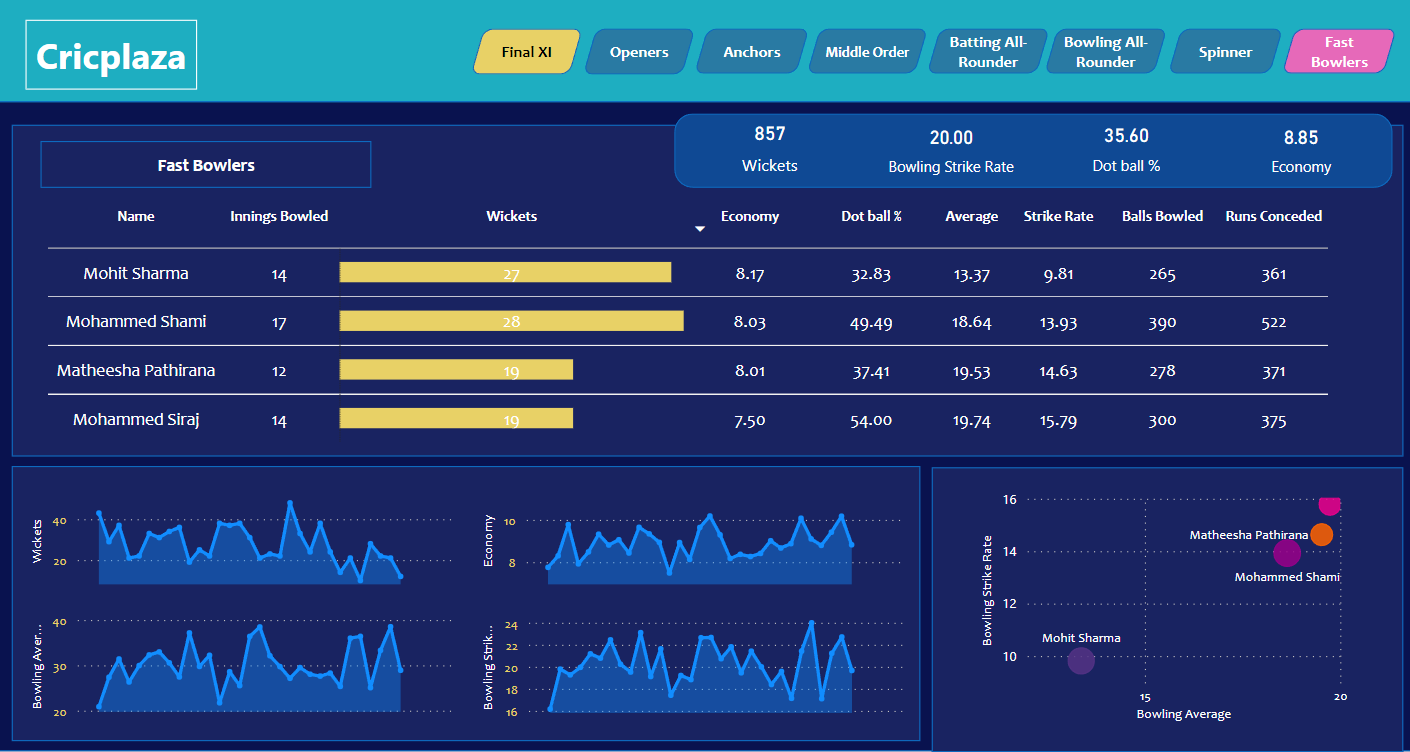 Cricplaza
Final XI
Openers
Anchors
Middle Order
Batting All-
Rounder
Bowling All-
Rounder
Spinner
Fast
Bowlers
Fast Bowlers
857
Wickets
20.00
Bowling Strike Rate
35.60
Dot ball %
8.85
Economy
Name Innings Bowled Wickets Economy Dot ball % Average Strike Rate Balls Bowled Runs Conceded
Mohit Sharma 14 27 8.17 32.83 13.37 9.81 265 361
Mohammed Shami 17 28 8.03 49.49 18.64 13.93 390 522
Matheesha Pathirana 12 19 8.01 37.41 19.53 14.63 278 371
Mohammed Siraj 14 19 7.50 54.00 19.74 15.79 300 375
Wickets
40
20
Economy
10
8
Bowling Aver...
40
30
20
Bowling Strik...
24
22
20
18
16
Bowling Strike Rate
16
14
12
10
Matheesha Pathirana
Mohammed Shami
Mohit Sharma
15 20
Bowling Average